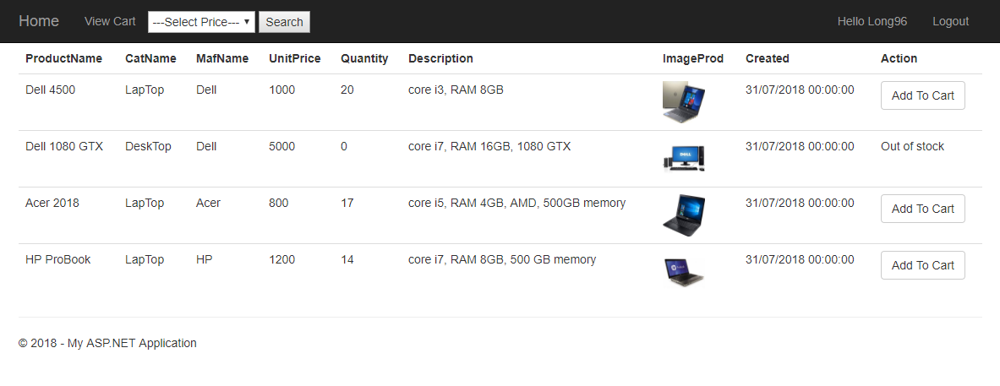 Home View Cart ---Select Price--- Search Hello Long96 Logout
ProductName CatName MafName UnitPrice Quantity Description ImageProd Created Action
Dell 4500 LapTop Dell 1000 20 core i3, RAM 8GB 31/07/2018 00:00:00 Add To Cart
Dell 1080 GTX DeskTop Dell 5000 0 core i7, RAM 16GB, 1080 GTX 31/07/2018 00:00:00 Out of stock
Acer 2018 LapTop Acer 800 17 core i5, RAM 4GB, AMD, 500GB memory 31/07/2018 00:00:00 Add To Cart
HP ProBook LapTop HP 1200 14 core i7, RAM 8GB, 500 GB memory 31/07/2018 00:00:00 Add To Cart
© 2018 - My ASP.NET Application